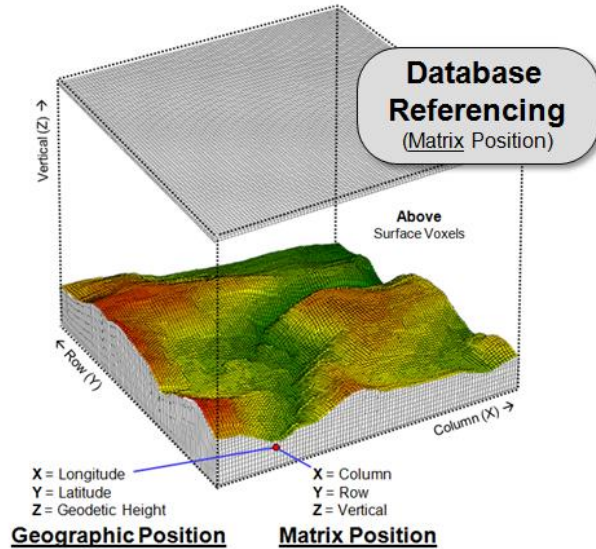 Database
Referencing
(Matrix Position)
Vertical (Z) →
Above
Surface Voxels
← Row (Y)
Column (X) →
X = Longitude
Y = Latitude
Z = Geodetic Height
Geographic Position
X = Column
Y = Row
Z = Vertical
Matrix Position